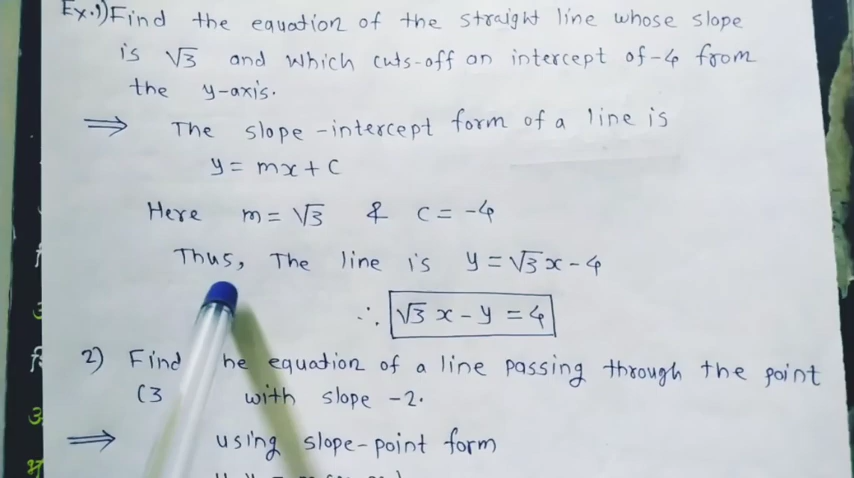 Ex.1) Find the equation of the straight line whose slope
is √3 and which cuts-off an intercept of -4 from
the y-axis.
⇒ The slope-intercept form of a line is
y = mx + c
Here m = √3 & c = -4
Thus, The line is y = √3 x - 4
∴ √3 x - y = 4
2) Find he equation of a line passing through the point
(3 with slope -2.
⇒ using slope-point form